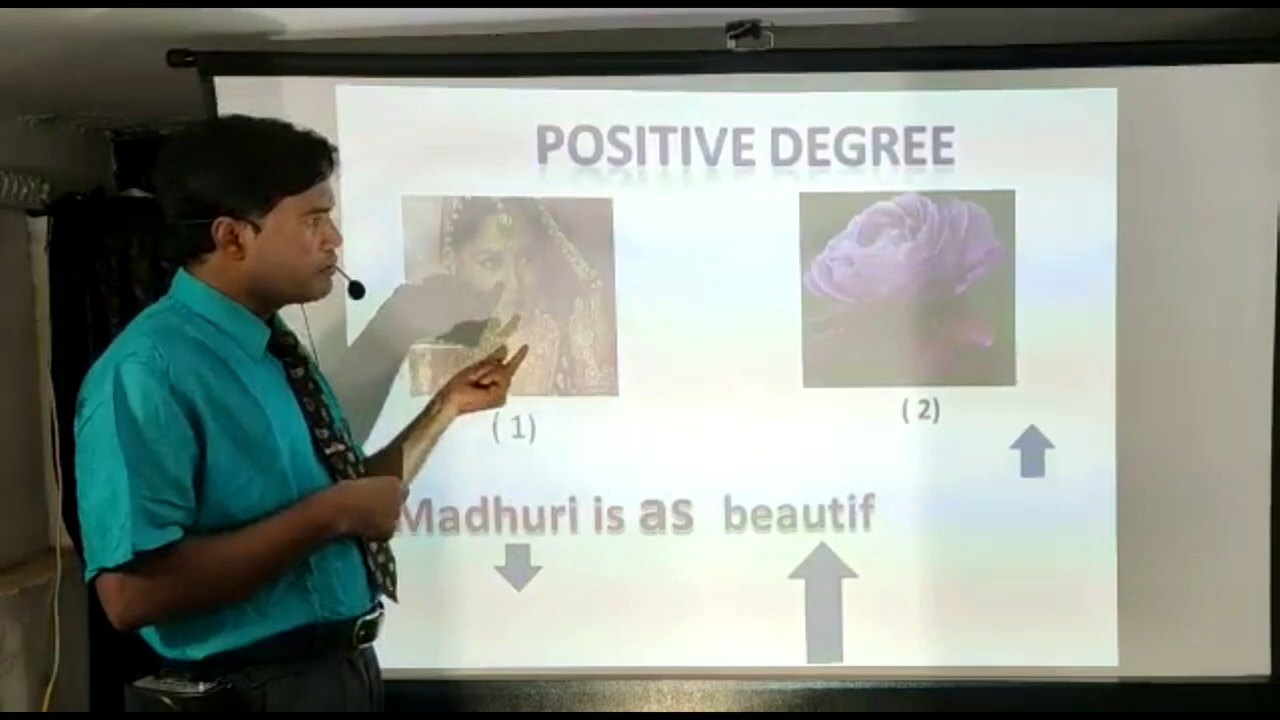 POSITIVE DEGREE
( 1)
( 2)
Madhuri is as beautif